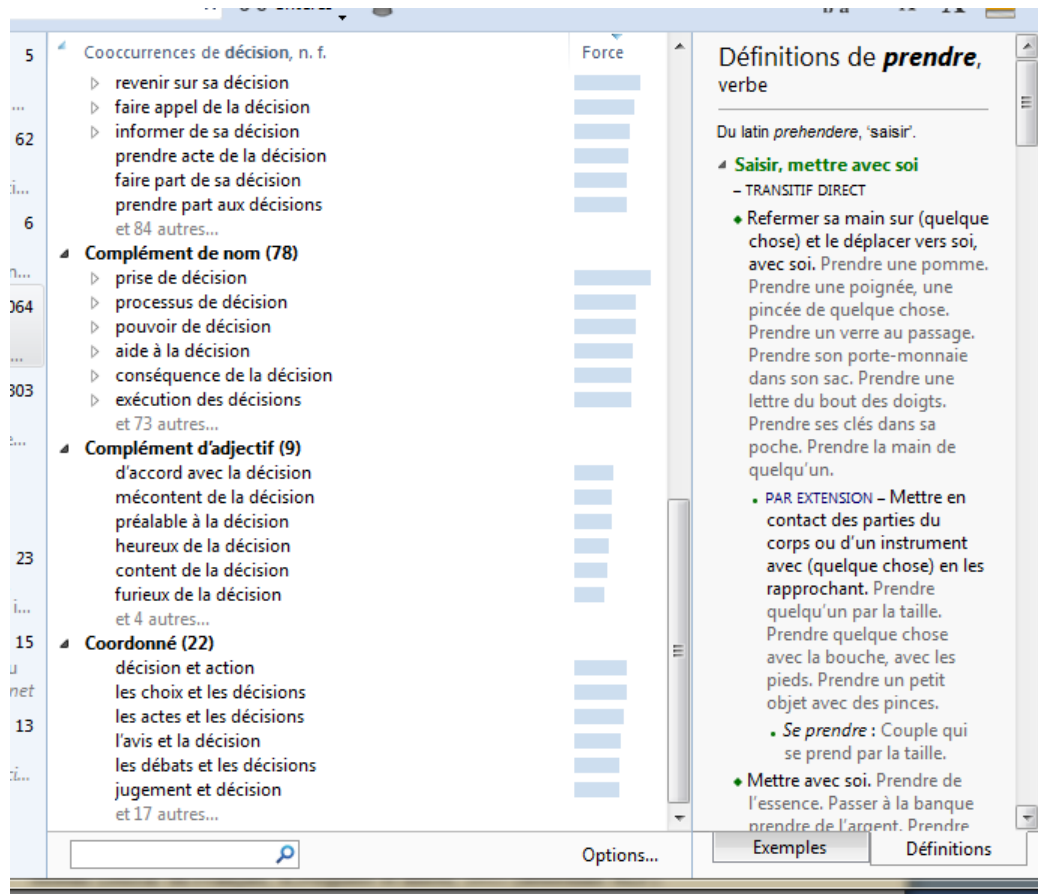 5
...
62
6
303
23
15
13
Cooccurrences de décision, n. f.
Force
revenir sur sa décision
faire appel de la décision
informer de sa décision
prendre acte de la décision
faire part de sa décision
prendre part aux décisions
et 84 autres...
Complément de nom (78)
prise de décision
processus de décision
pouvoir de décision
aide à la décision
conséquence de la décision
exécution des décisions
et 73 autres...
Complément d'adjectif (9)
d'accord avec la décision
mécontent de la décision
préalable à la décision
heureux de la décision
content de la décision
furieux de la décision
et 4 autres...
Coordonné (22)
décision et action
les choix et les décisions
les actes et les décisions
l'avis et la décision
les débats et les décisions
jugement et décision
et 17 autres...
Options...
Définitions de prendre,
verbe
Du latin prehendere, 'saisir'.
Saisir, mettre avec soi
– TRANSITIF DIRECT
Refermer sa main sur (quelque
chose) et le déplacer vers soi,
avec soi. Prendre une pomme.
Prendre une poignée, une
pincée de quelque chose.
Prendre un verre au passage.
Prendre son porte-monnaie
dans son sac. Prendre une
lettre du bout des doigts.
Prendre ses clés dans sa
poche. Prendre la main de
quelqu'un.
PAR EXTENSION – Mettre en
contact des parties du
corps ou d'un instrument
avec (quelque chose) en les
rapprochant. Prendre
quelqu'un par la taille.
Prendre quelque chose
avec la bouche, avec les
pieds. Prendre un petit
objet avec des pinces.
Se prendre : Couple qui
se prend par la taille.
Mettre avec soi. Prendre de
l'essence. Passer à la banque
prendre de l'argent. Prendre
Exemples
Définitions